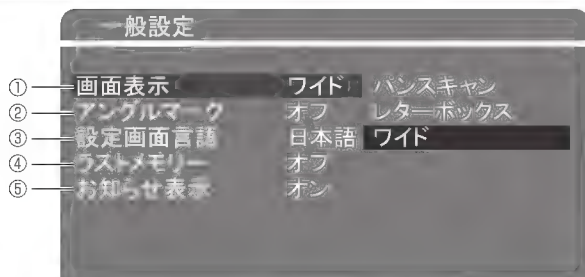 一般設定
① 画面表示 ワイド パンスキャン
② アングルマーク オフ レターボックス
③ 設定画面言語 日本語 ワイド
④ ラストメモリー オフ
⑤ お知らせ表示 オン